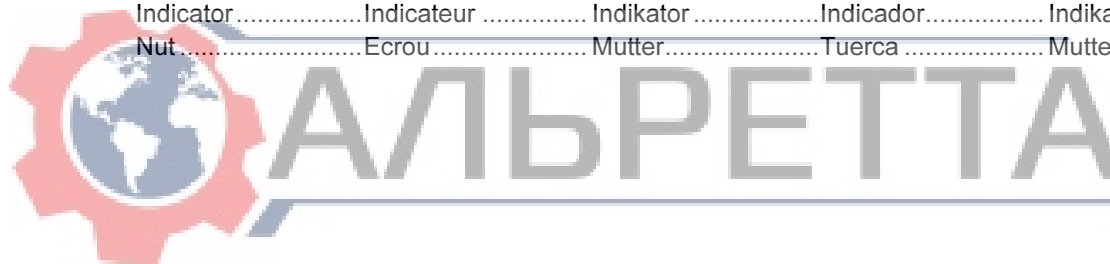 Indicator..................Indicateur ............... Indikator..................Indicador................. Indika
Nut..........................Ecrou...................... Mutter......................Tuerca .................... Mutte
АЛЬРЕТТА